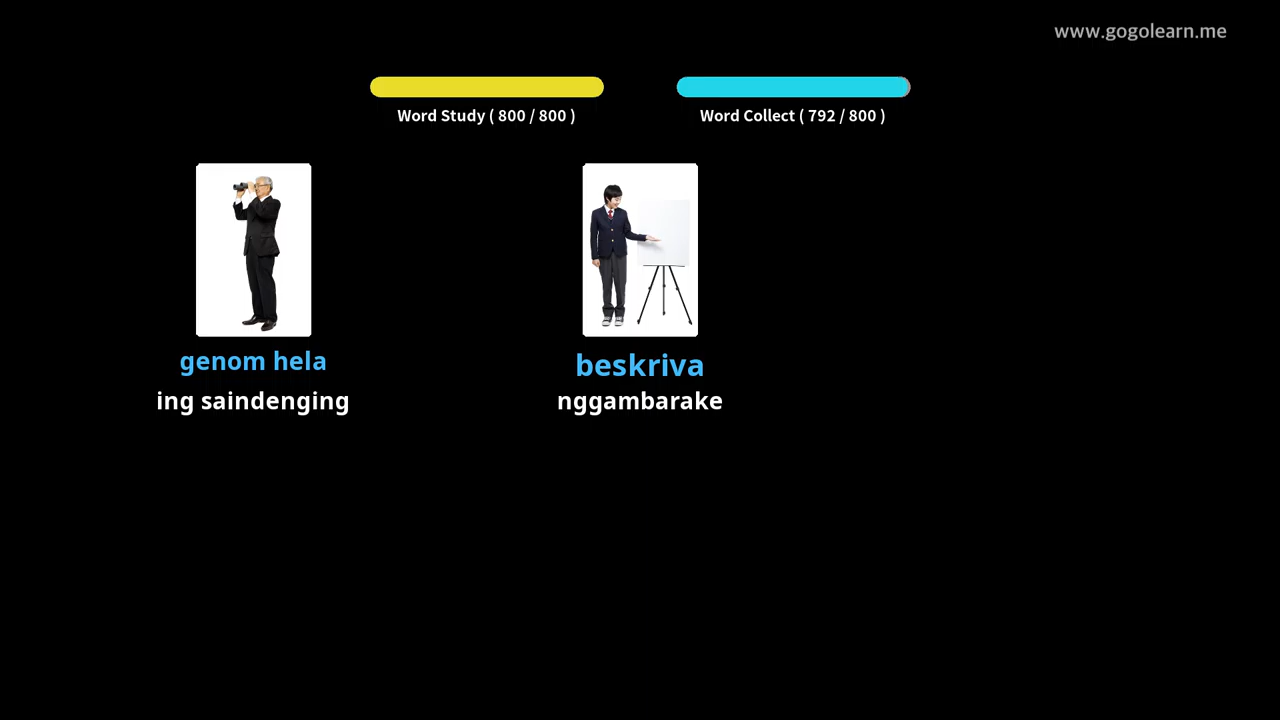 www.gogolearn.me
Word Study ( 800 / 800 )
Word Collect ( 792 / 800 )
genom hela
ing saindenging
beskriva
nggambarake